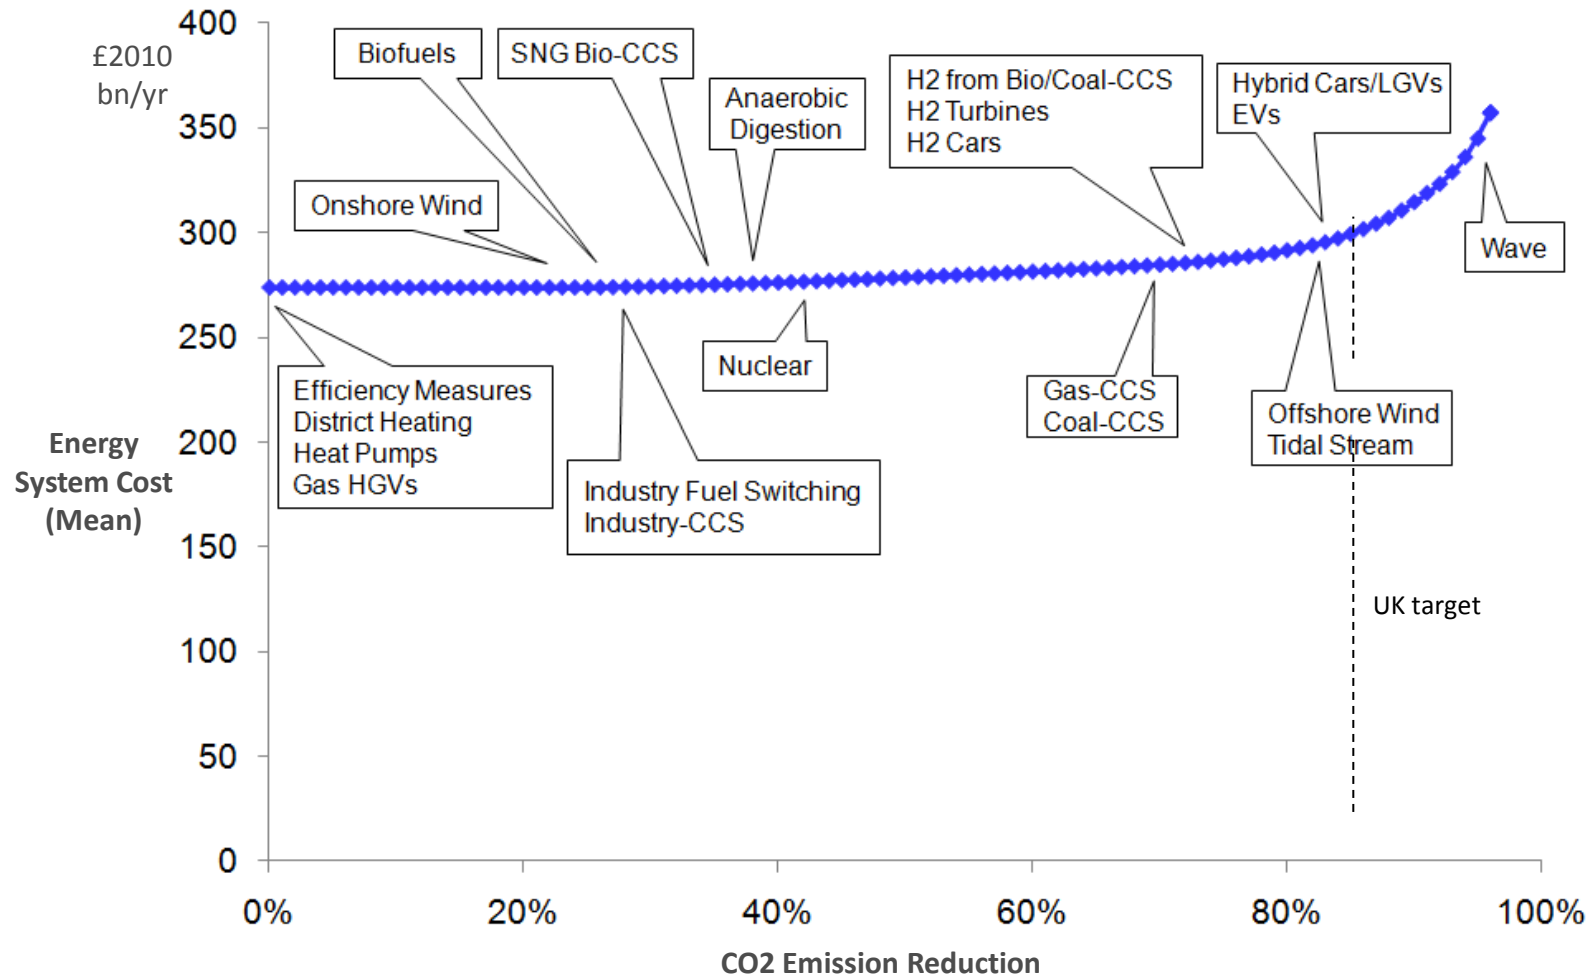 £2010
bn/yr
400
350
300
250
200
150
100
50
0
Energy
System Cost
(Mean)
Biofuels
SNG Bio-CCS
Anaerobic
Digestion
H2 from Bio/Coal-CCS
H2 Turbines
H2 Cars
Hybrid Cars/LGVs
EVs
Onshore Wind
Wave
Efficiency Measures
District Heating
Heat Pumps
Gas HGVs
Industry Fuel Switching
Industry-CCS
Nuclear
Gas-CCS
Coal-CCS
Offshore Wind
Tidal Stream
UK target
0%
20%
40%
60%
80%
100%
CO2 Emission Reduction